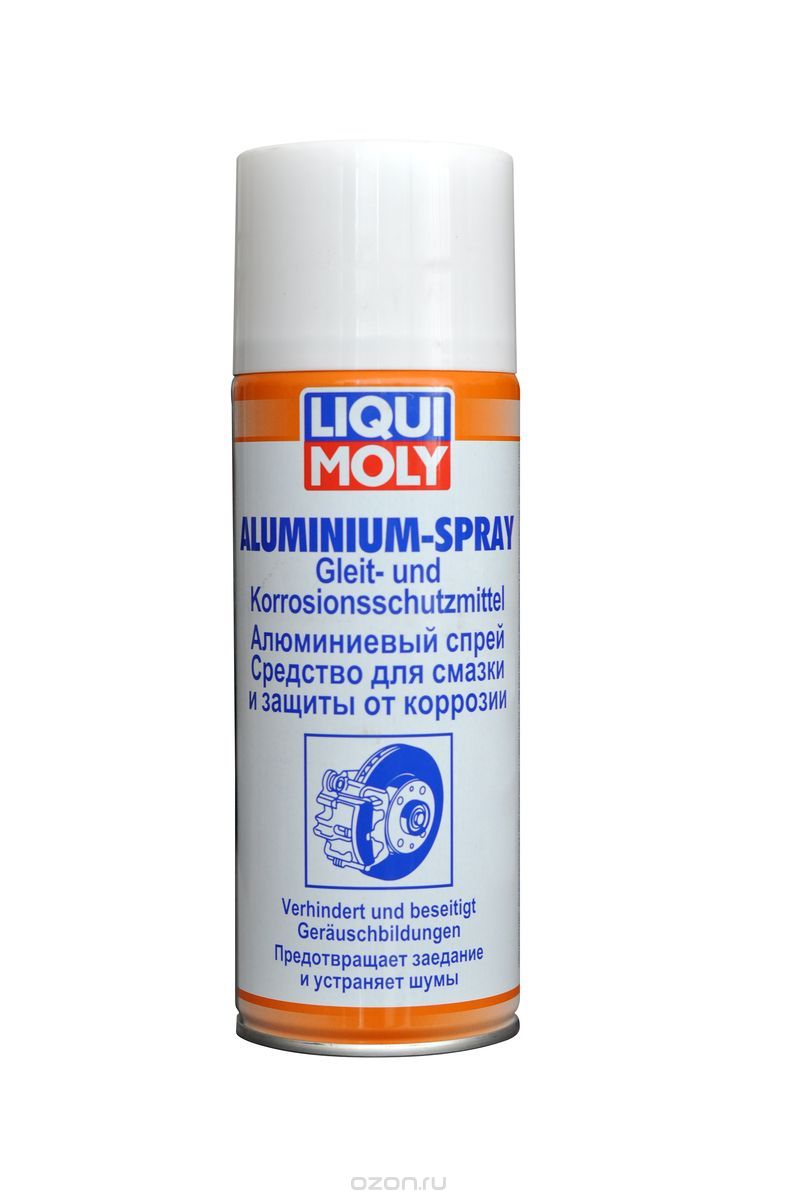 LIQUI
MOLY
ALUMINIUM-SPRAY
Gleit- und
Korrosionsschutzmittel
Алюминиевый спрей
Средство для смазки
и защиты от коррозии
Verhindert und beseitigt
Geräuschbildungen
Предотвращает заедание
и устраняет шумы
ozon.ru